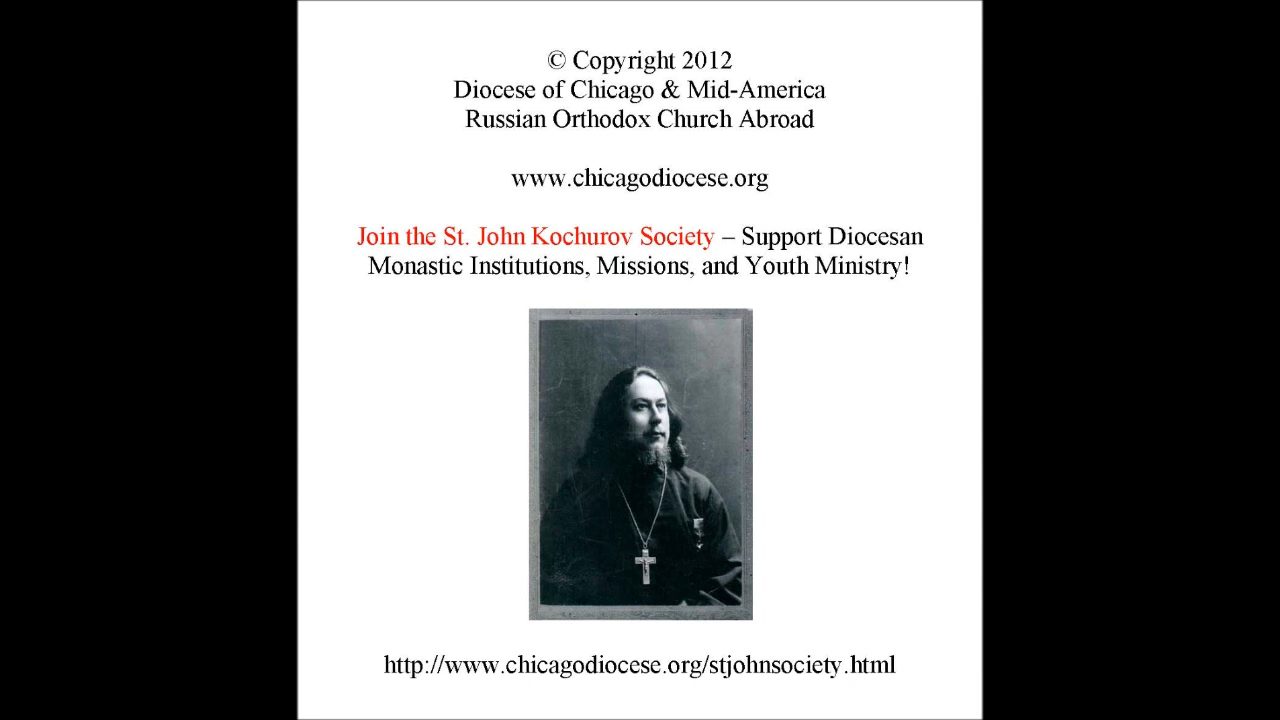 © Copyright 2012
Diocese of Chicago & Mid-America
Russian Orthodox Church Abroad
www.chicagodiocese.org
Join the St. John Kochurov Society – Support Diocesan
Monastic Institutions, Missions, and Youth Ministry!
http://www.chicagodiocese.org/stjohnsociety.html